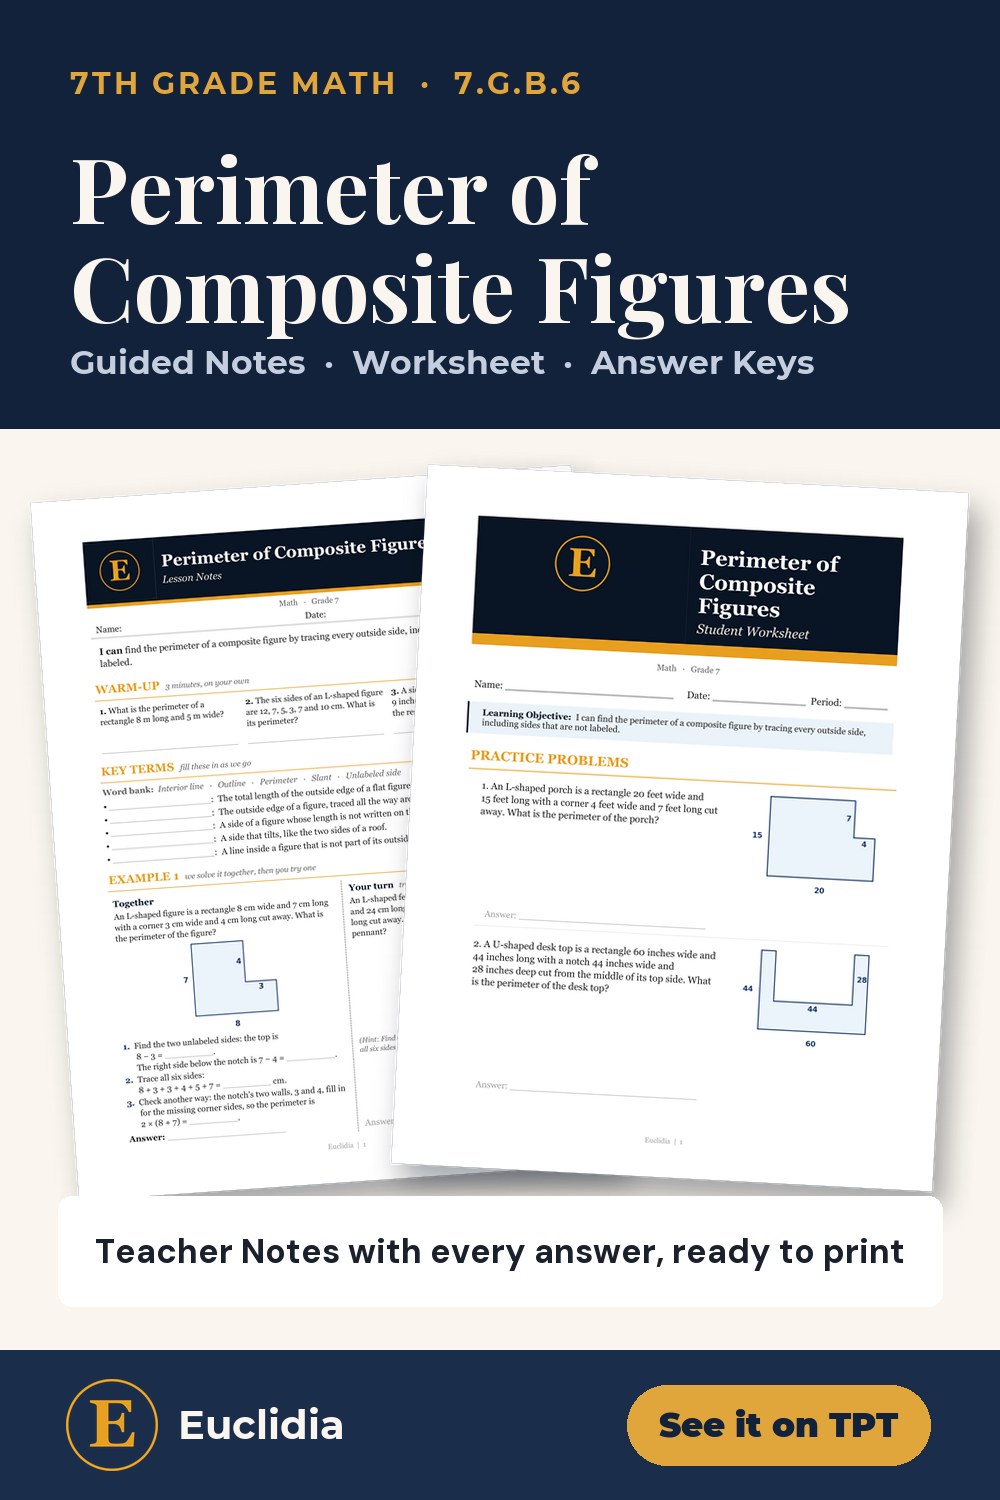 7TH GRADE MATH · 7.G.B.6
Perimeter of
Composite Figures
Guided Notes · Worksheet · Answer Keys
E
Perimeter of Composite Figure
Lesson Notes
Math · Grade 7
Name:
Date:
I can find the perimeter of a composite figure by tracing every outside side,
labeled.
WARM-UP 3 minutes, on your own
1. What is the perimeter of a
rectangle 8 m long and 5 m wide?
2. The six sides of an L-shaped figure
are 12, 7, 5, 3, 7 and 10 cm. What is
its perimeter?
3. A
9
the
KEY TERMS fill these in as we go
Word bank: Interior line · Outline · Perimeter · Slant · Unlabeled side
• : The total length of the outside edge of a flat figure
• : The outside edge of a figure, traced all the way
• : A side of a figure whose length is not written on
• : A side that tilts, like the two sides of a roof.
• : A line inside a figure that is not part of its
EXAMPLE 1 we solve it together, then you try one
Together
An L-shaped figure is a rectangle 8 cm wide and 7 cm long
with a corner 3 cm wide and 4 cm long cut away. What is
the perimeter of the figure?
4
7
3
8
1. Find the two unlabeled sides: the top is
8 − 3 = .
The right side below the notch is 7 − 4 = .
2. Trace all six sides:
8 + 3 + 3 + 4 + 5 + 7 = cm.
3. Check another way: the notch's two walls, 3 and 4, fill in
for the missing corner sides, so the perimeter is
2 × (8 + 7) = .
Answer:
Your turn
An L-shaped
and 24 cm
long cut away.
pennant?
(Hint: Find
all six sides
Answer
Euclidia | 1
E
Perimeter of
Composite
Figures
Student Worksheet
Math · Grade 7
Name:
Date:
Period:
Learning Objective: I can find the perimeter of a composite figure by tracing every outside side,
including sides that are not labeled.
PRACTICE PROBLEMS
1. An L-shaped porch is a rectangle 20 feet wide and
15 feet long with a corner 4 feet wide and 7 feet long cut
away. What is the perimeter of the porch?
7
15
4
20
Answer:
2. A U-shaped desk top is a rectangle 60 inches wide and
44 inches long with a notch 44 inches wide and
28 inches deep cut from the middle of its top side. What
is the perimeter of the desk top?
28
44
44
60
Answer:
Euclidia | 1
Teacher Notes with every answer, ready to print
E
Euclidia
See it on TPT